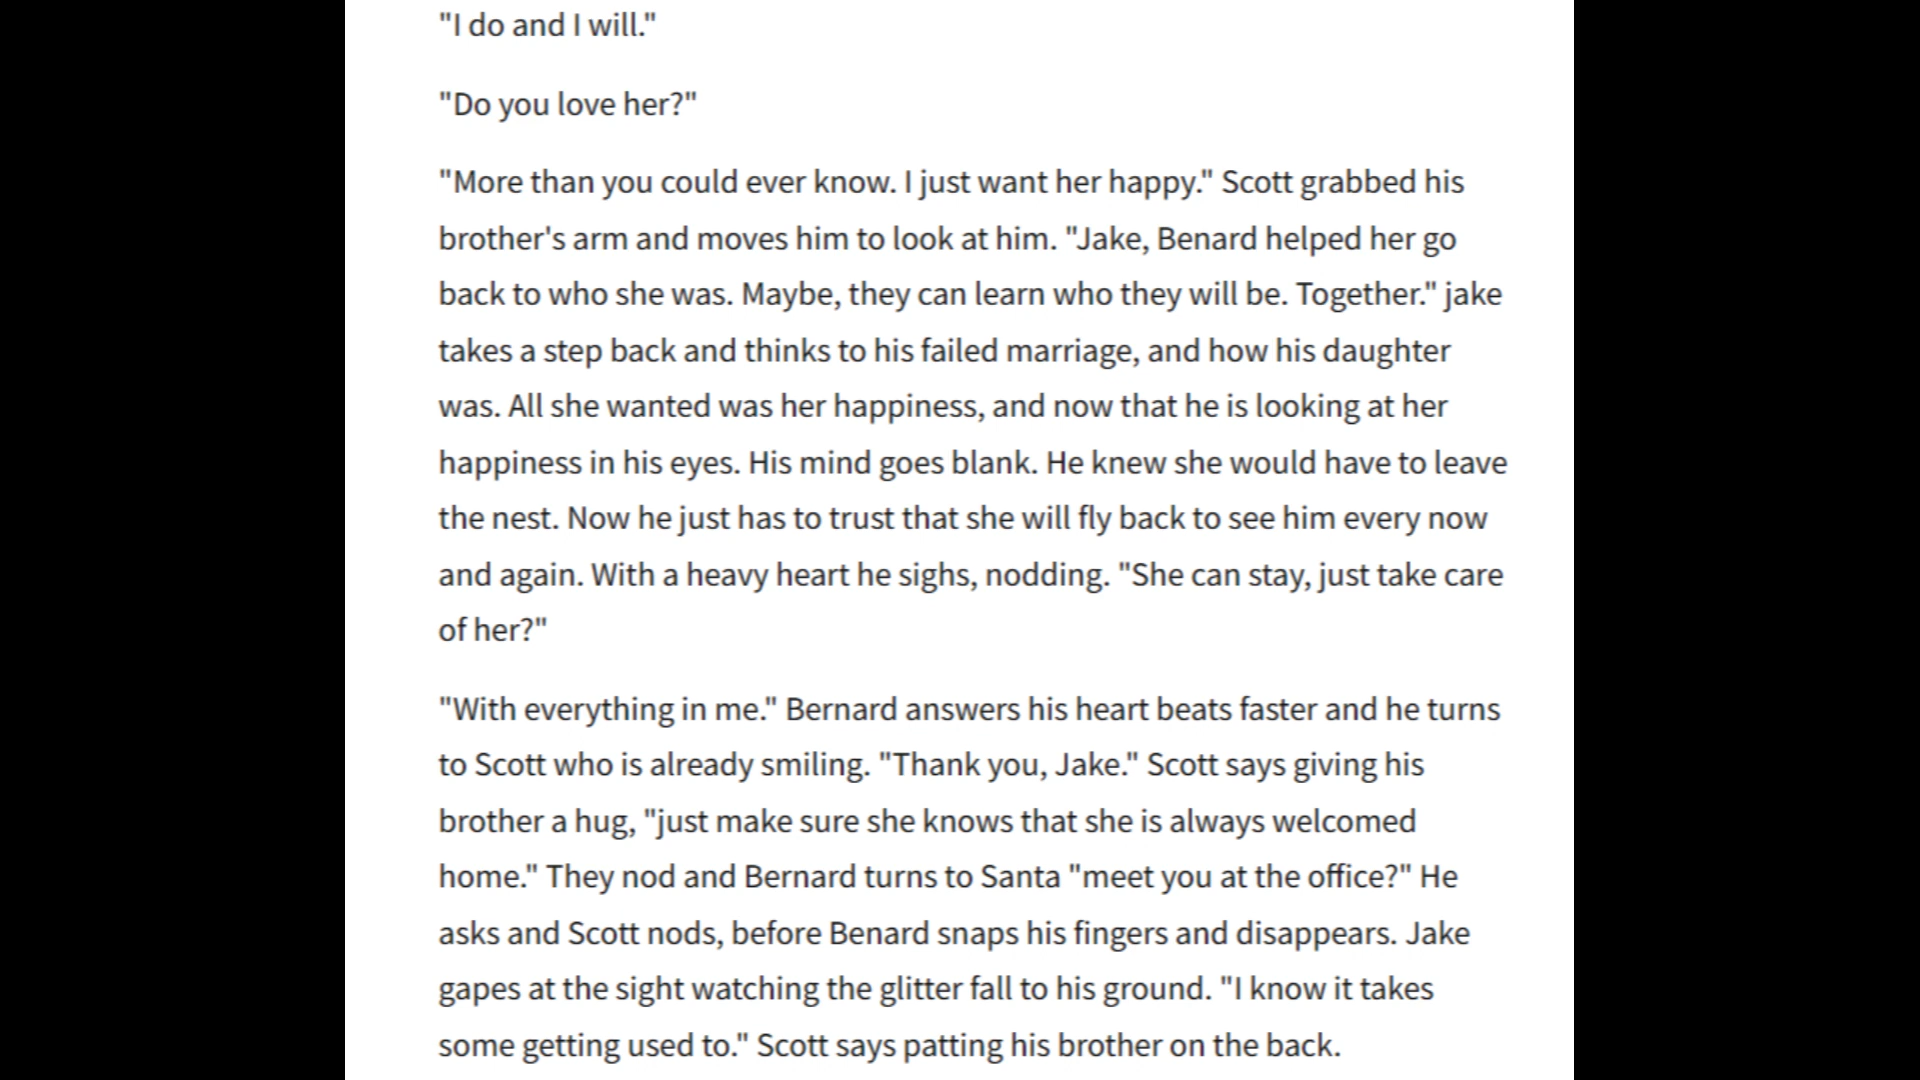 "I do and I will."
"Do you love her?"
"More than you could ever know. I just want her happy." Scott grabbed his
brother's arm and moves him to look at him. "Jake, Benard helped her go
back to who she was. Maybe, they can learn who they will be. Together." jake
takes a step back and thinks to his failed marriage, and how his daughter
was. All she wanted was her happiness, and now that he is looking at her
happiness in his eyes. His mind goes blank. He knew she would have to leave
the nest. Now he just has to trust that she will fly back to see him every now
and again. With a heavy heart he sighs, nodding. "She can stay, just take care
of her?"
"With everything in me." Bernard answers his heart beats faster and he turns
to Scott who is already smiling. "Thank you, Jake." Scott says giving his
brother a hug, "just make sure she knows that she is always welcomed
home." They nod and Bernard turns to Santa "meet you at the office?" He
asks and Scott nods, before Benard snaps his fingers and disappears. Jake
gapes at the sight watching the glitter fall to his ground. "I know it takes
some getting used to." Scott says patting his brother on the back.